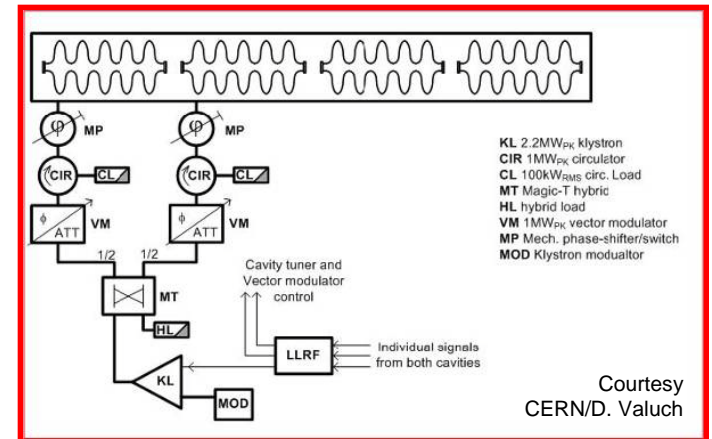 φ MP
φ MP
CIR CL
CIR CL
ϕ ATT VM
ϕ ATT VM
1/2 1/2
MT
HL
KL
MOD
Cavity tuner and
Vector modulator
control
LLRF
Individual signals
from both cavities
KL 2.2MWPK klystron
CIR 1MWPK circulator
CL 100kWRMS circ. Load
MT Magic-T hybric
HL hybrid load
VM 1MWPK vector modulator
MP Mech. phase-shifter/switch
MOD Klystron modualtor
Courtesy
CERN/D. Valuch